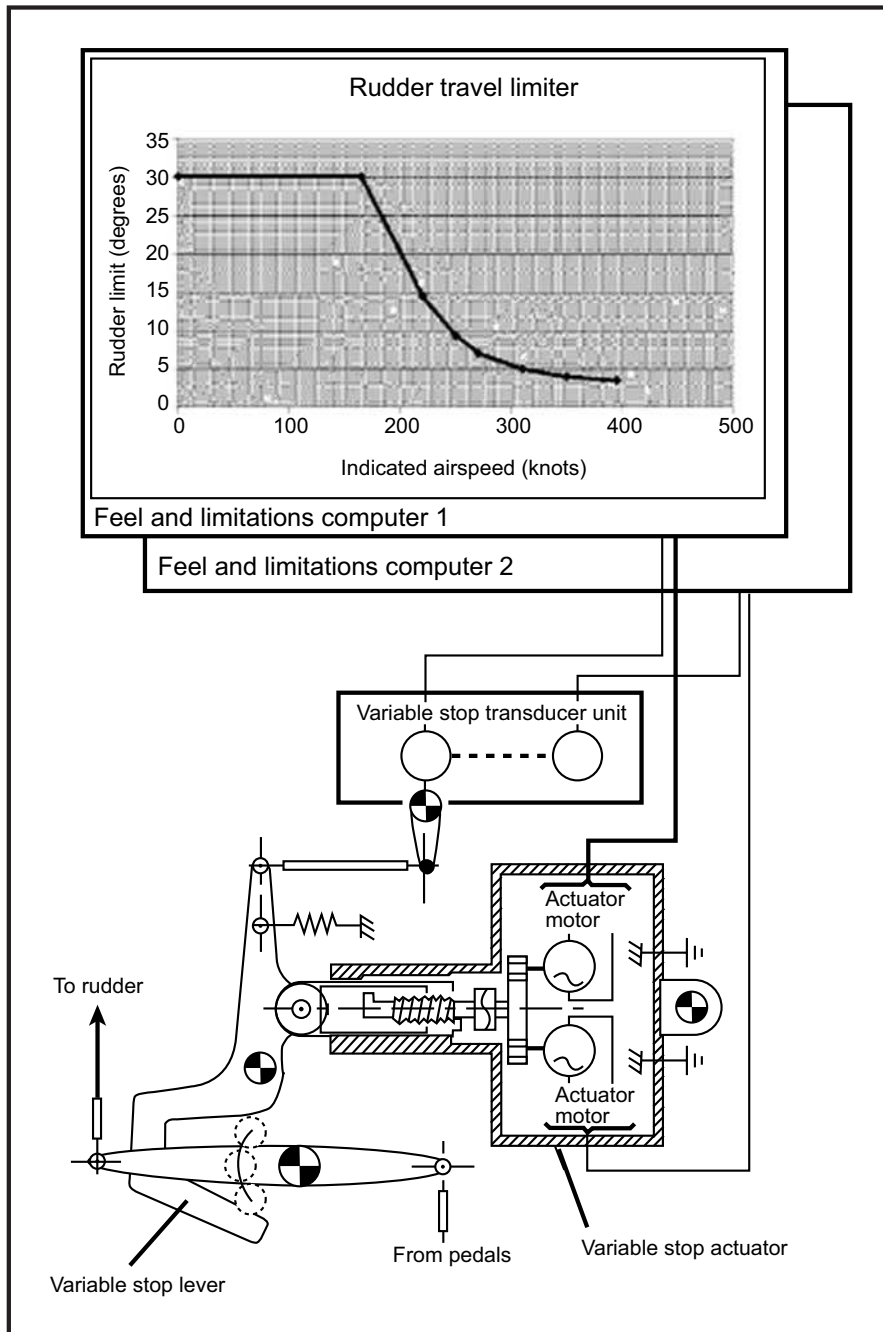 Rudder travel limiter
Rudder limit (degrees)
35
30
25
20
15
10
5
0
0 100 200 300 400 500
Indicated airspeed (knots)
Feel and limitations computer 1
Feel and limitations computer 2
Variable stop transducer unit
Actuator
motor
To rudder
Actuator
motor
From pedals
Variable stop actuator
Variable stop lever